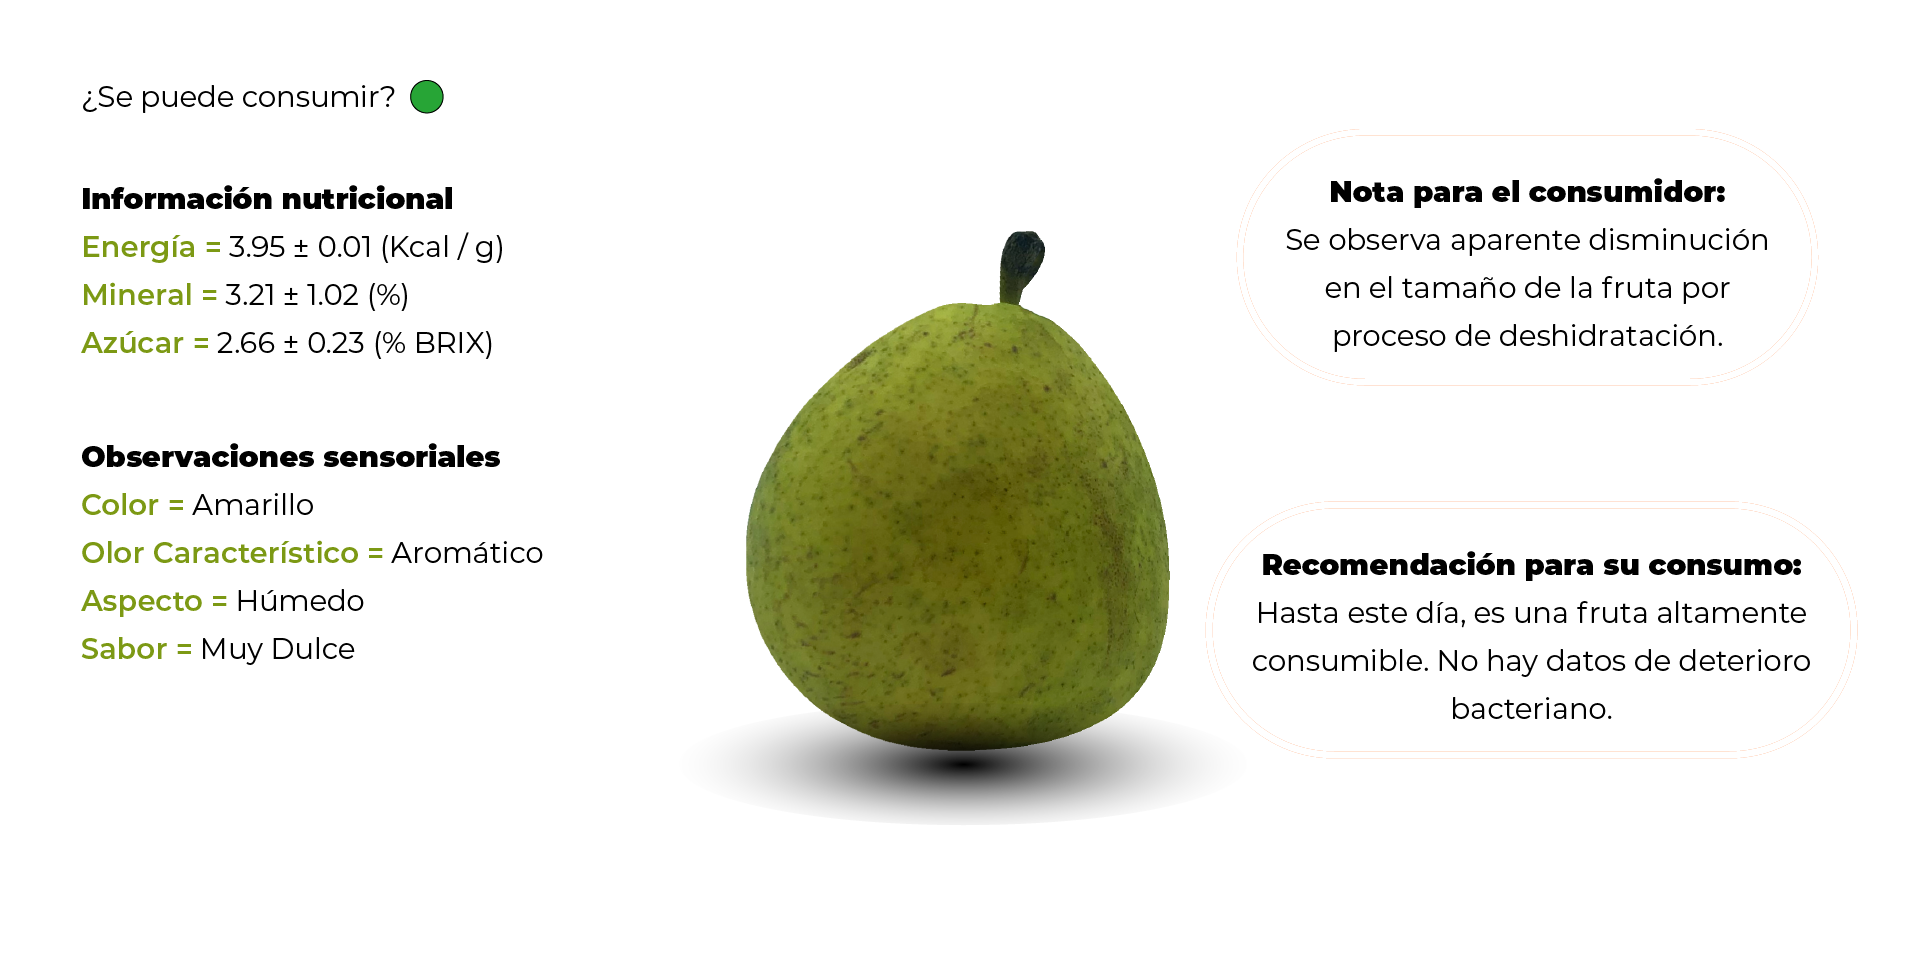 ¿Se puede consumir?
Información nutricional
Energía = 3.95 ± 0.01 (Kcal / g)
Mineral = 3.21 ± 1.02 (%)
Azúcar = 2.66 ± 0.23 (% BRIX)
Observaciones sensoriales
Color = Amarillo
Olor Característico = Aromático
Aspecto = Húmedo
Sabor = Muy Dulce
Nota para el consumidor:
Se observa aparente disminución
en el tamaño de la fruta por
proceso de deshidratación.
Recomendación para su consumo:
Hasta este día, es una fruta altamente
consumible. No hay datos de deterioro
bacteriano.